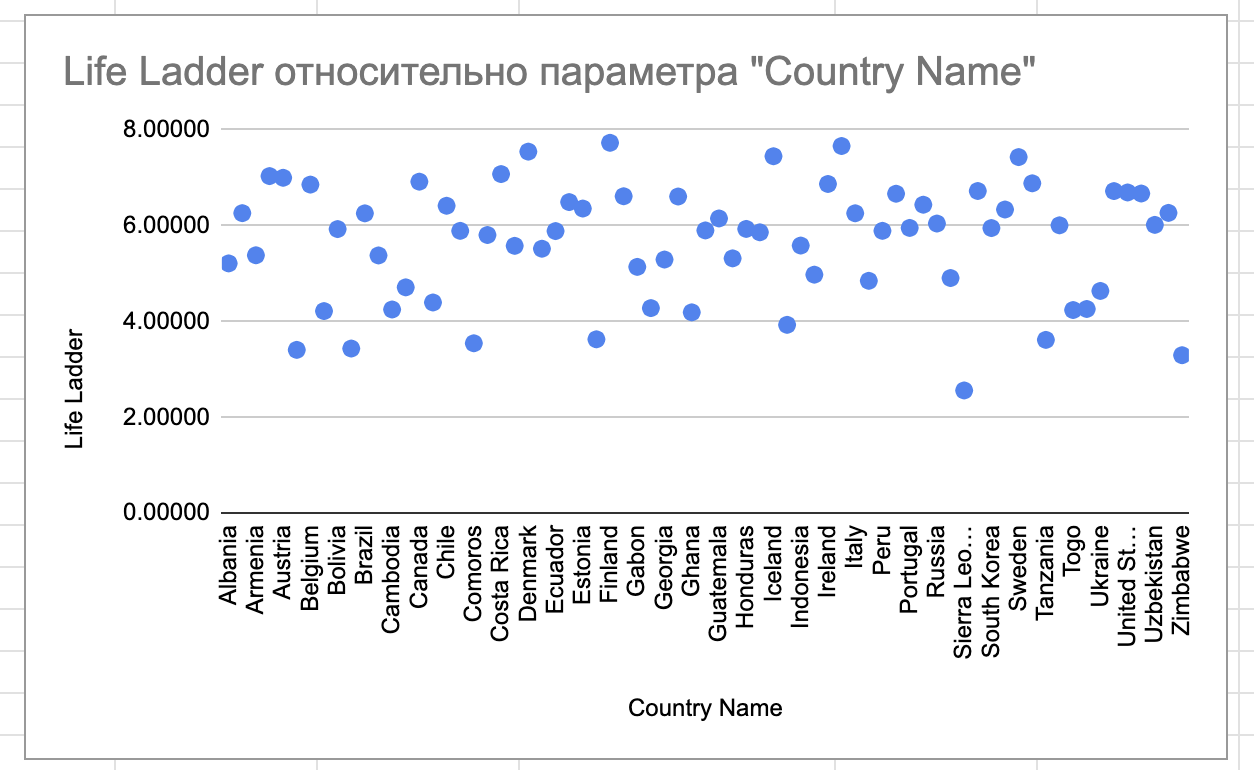 Life Ladder относительно параметра "Country Name"
8.00000
6.00000
4.00000
2.00000
0.00000
Life Ladder
Albania
Armenia
Austria
Belgium
Bolivia
Brazil
Cambodia
Canada
Chile
Comoros
Costa Rica
Denmark
Ecuador
Estonia
Finland
Gabon
Georgia
Ghana
Guatemala
Honduras
Iceland
Indonesia
Ireland
Italy
Peru
Portugal
Russia
Sierra Leo…
South Korea
Sweden
Tanzania
Togo
Ukraine
United St…
Uzbekistan
Zimbabwe
Country Name